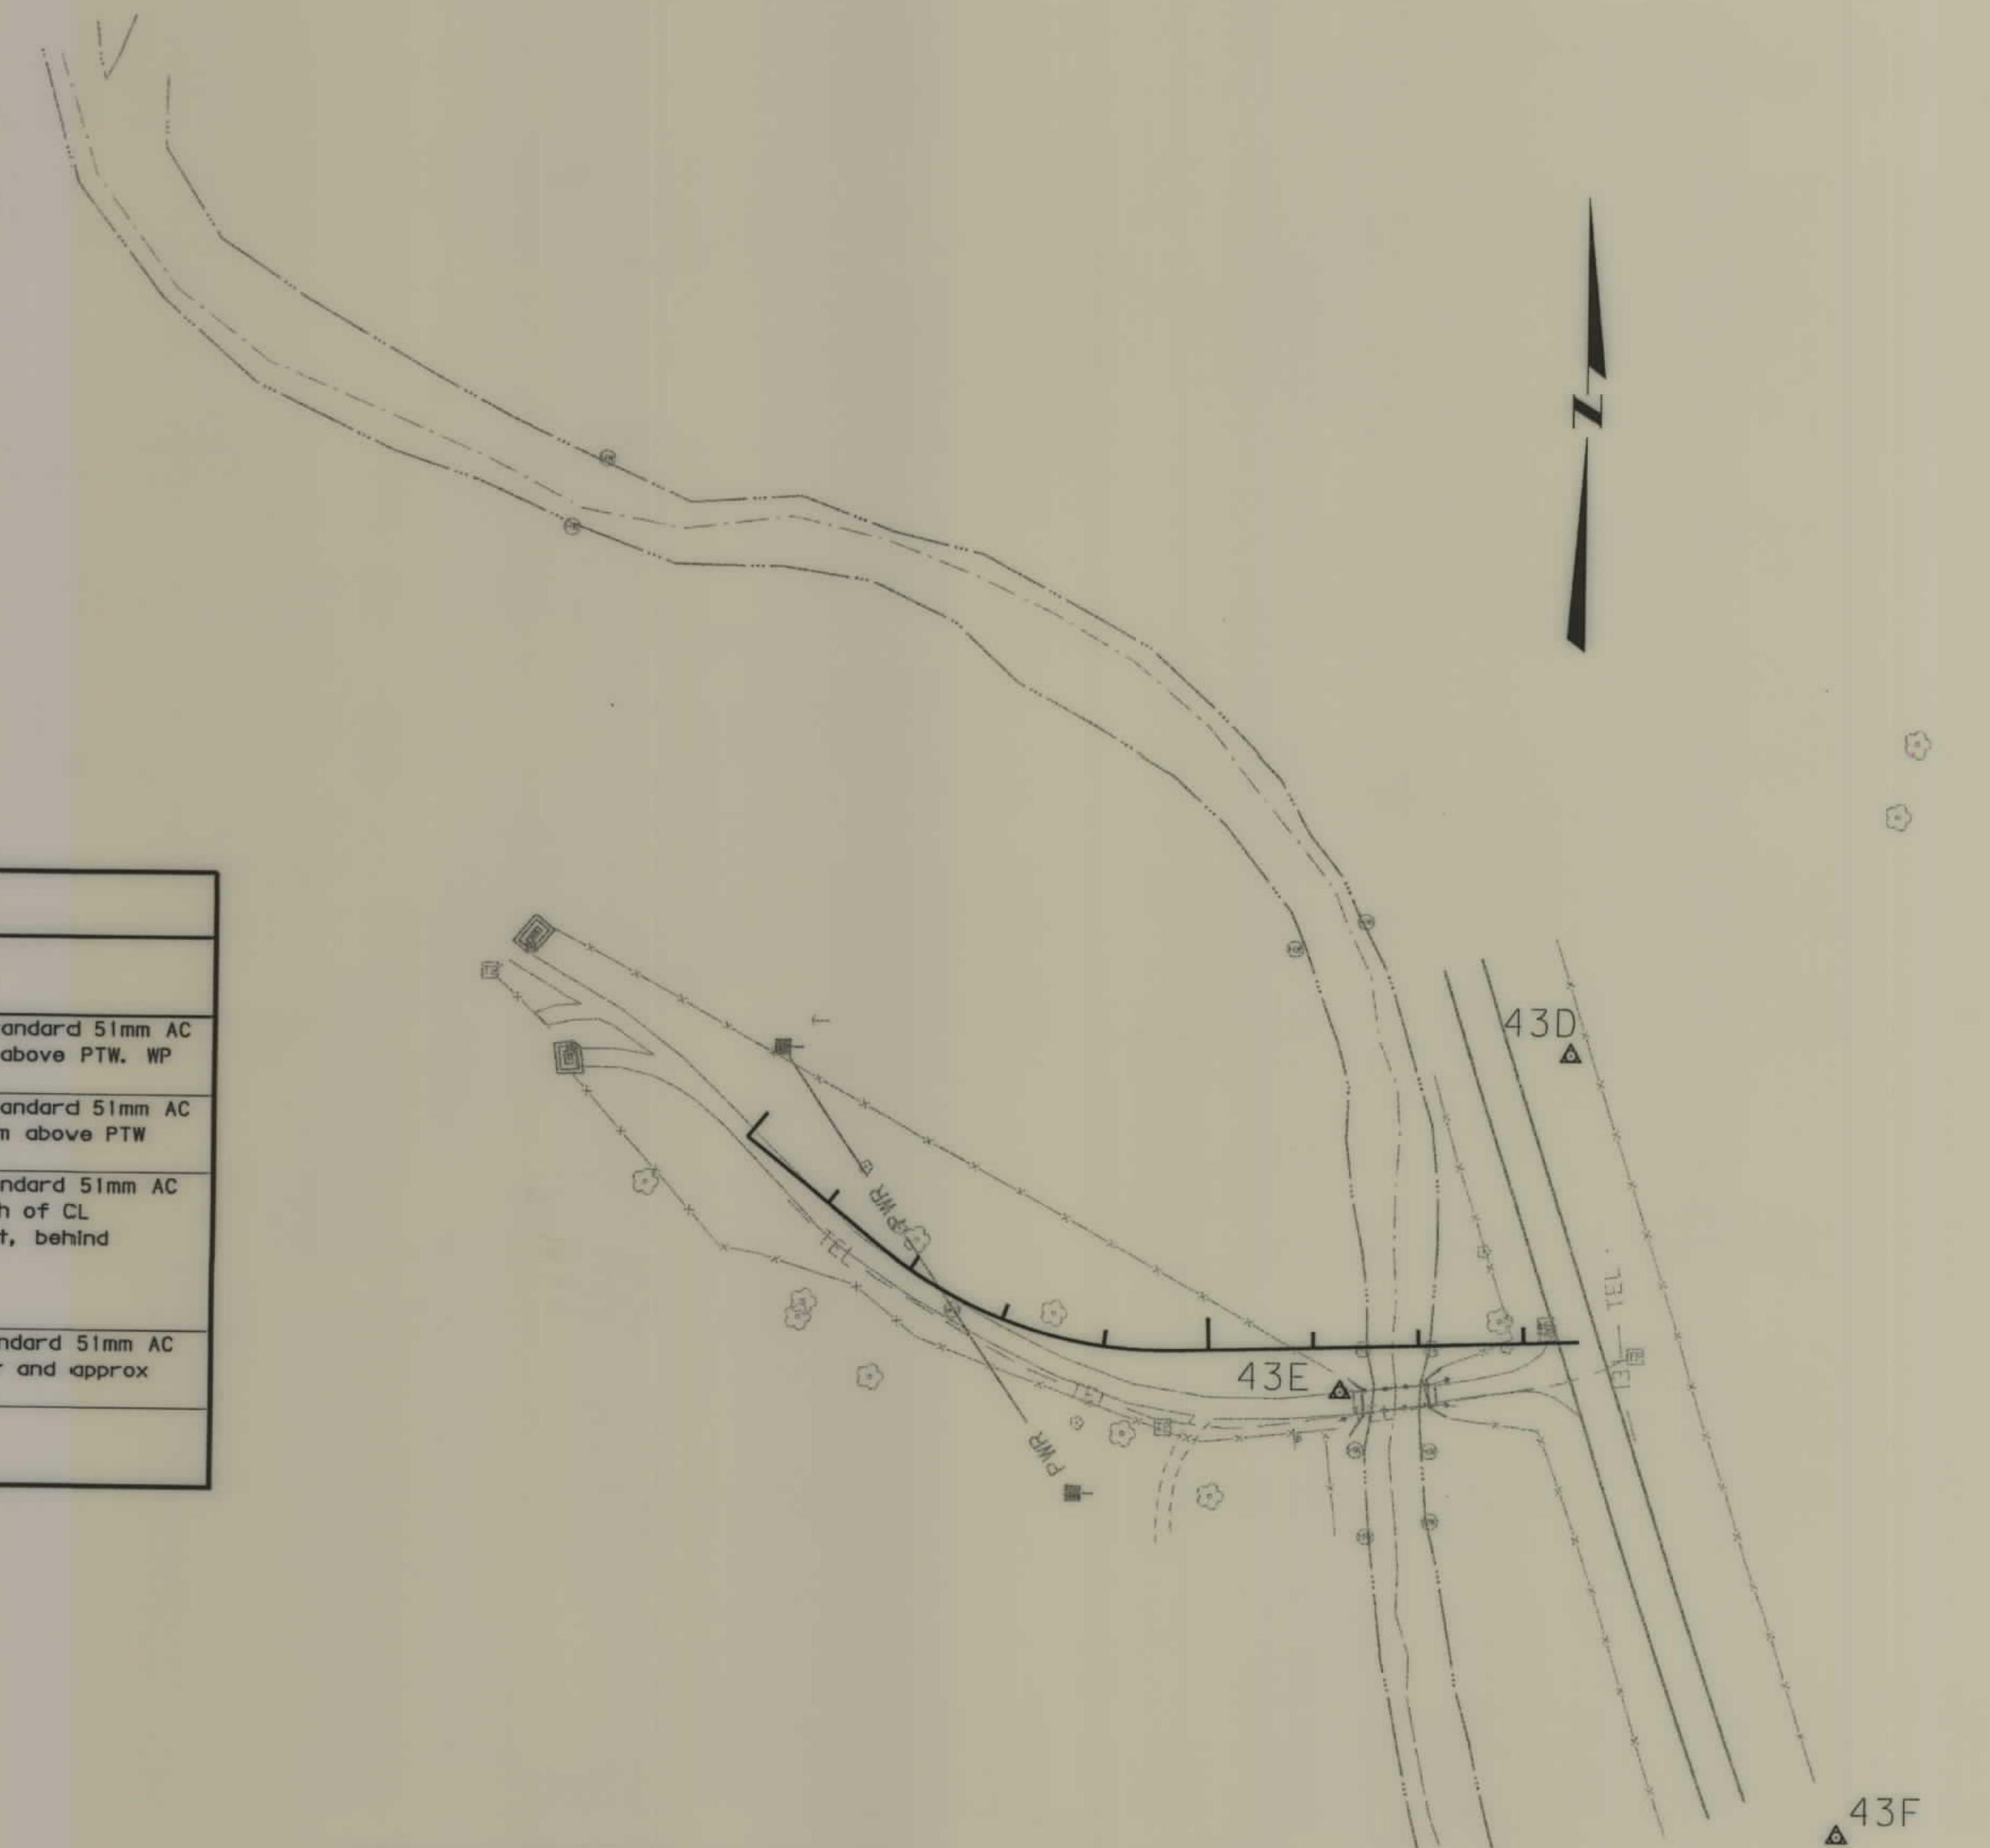 N
andard 51mm AC
above PTW. WP
andard 51mm AC
m above PTW
ndard 51mm AC
h of CL
t, behind
ndard 51mm AC
and approx
43D
T
PWR
TEL
TEL
43E
TEL
PWR
43F